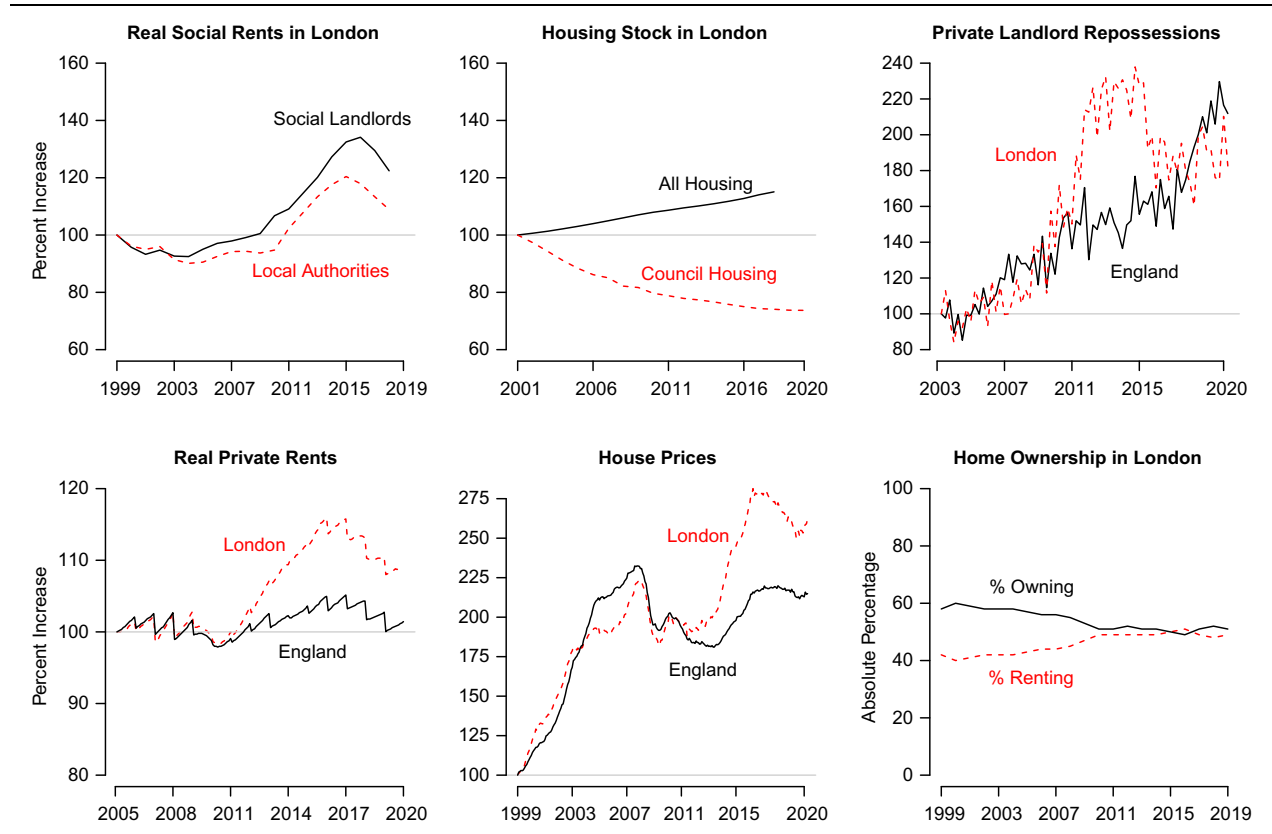 Real Social Rents in London
Percent Increase
160
140
120
100
80
60
Social Landlords
Local Authorities
1999 2003 2007 2011 2015 2019
Housing Stock in London
160
140
120
100
80
60
All Housing
Council Housing
2001 2006 2011 2016 2020
Private Landlord Repossessions
240
220
200
180
160
140
120
100
80
London
England
2003 2007 2011 2015 2020
Real Private Rents
Percent Increase
120
110
100
90
80
London
England
2005 2008 2011 2014 2017 2020
House Prices
275
250
225
200
175
150
125
100
London
England
1999 2003 2007 2011 2015 2020
Home Ownership in London
Absolute Percentage
100
80
60
40
20
0
% Owning
% Renting
1999 2003 2007 2011 2015 2019